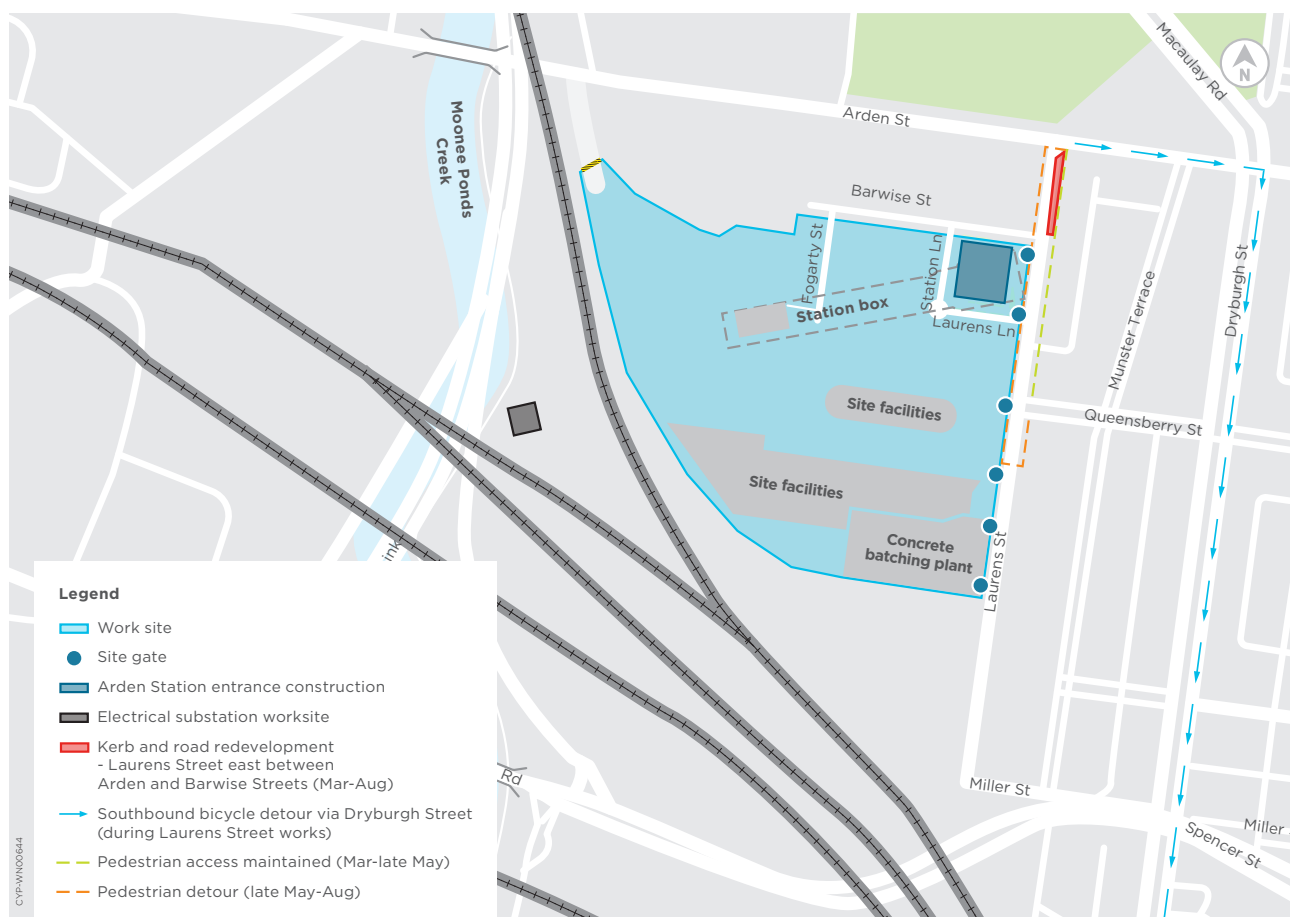 Macaulay Rd
N
Arden St
Moonee Ponds
Creek
Barwise St
Fogarty St
Station Ln
Station box
Laurens Ln
Munster Terrace
Dryburgh St
Site facilities
Queensberry St
Site facilities
Concrete
batching plant
Laurens St
ink
Legend
Work site
Site gate
Arden Station entrance construction
Electrical substation worksite
Kerb and road redevelopment
- Laurens Street east between
Arden and Barwise Streets (Mar-Aug)
Southbound bicycle detour via Dryburgh Street
(during Laurens Street works)
Pedestrian access maintained (Mar-late May)
Pedestrian detour (late May-Aug)
Rd
Miller St
Miller
Spencer St
CYP-WN00644